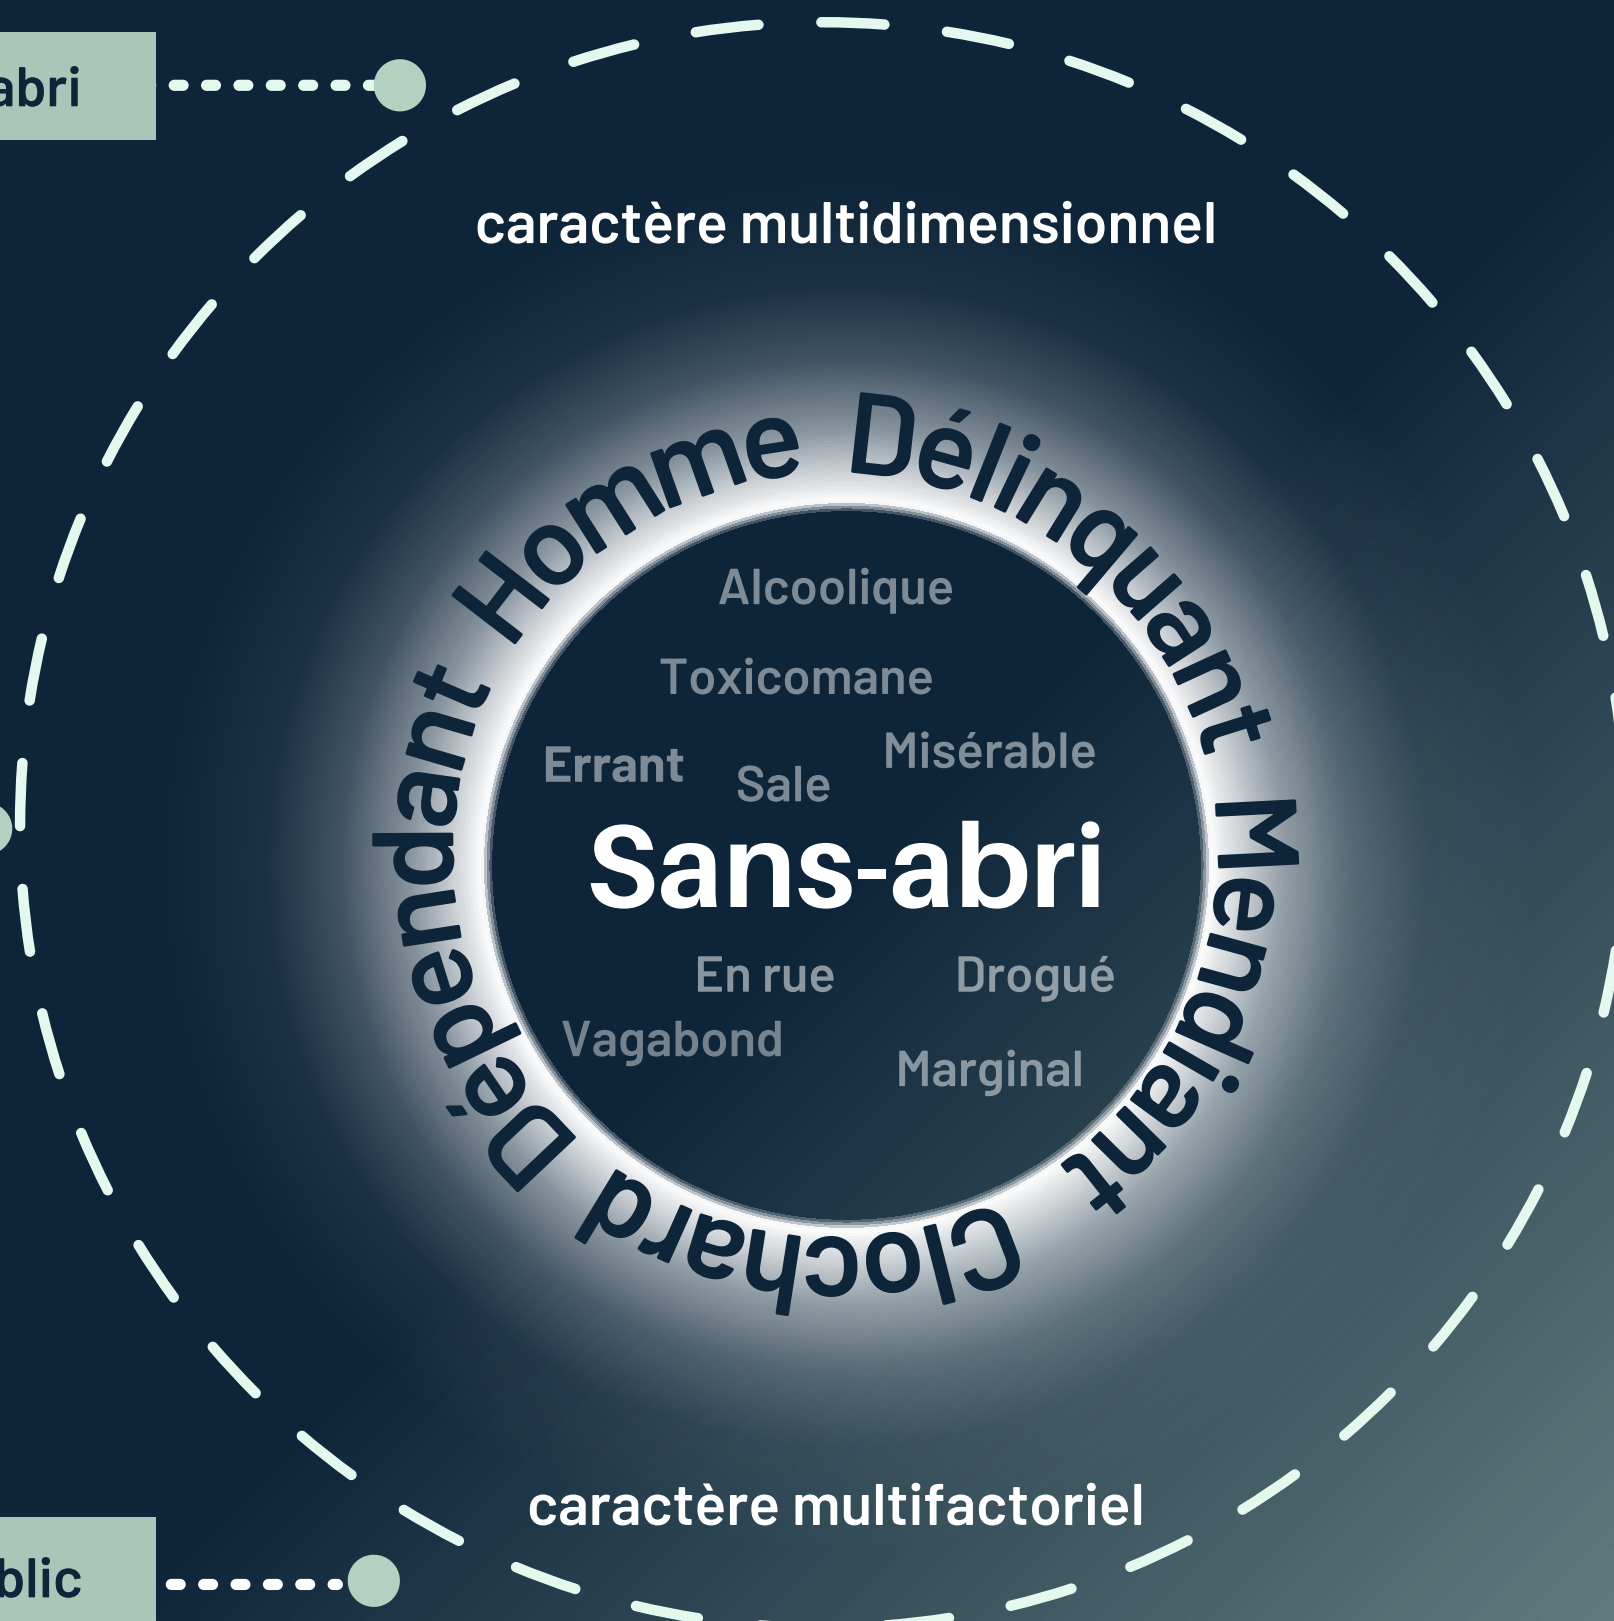 abri
caractère multidimensionnel
Homme Délinquant Mendiant Clochard Dépendant
Alcoolique
Toxicomane
Errant
Sale
Misérable
Sans-abri
En rue
Drogué
Vagabond
Marginal
caractère multifactoriel
blic